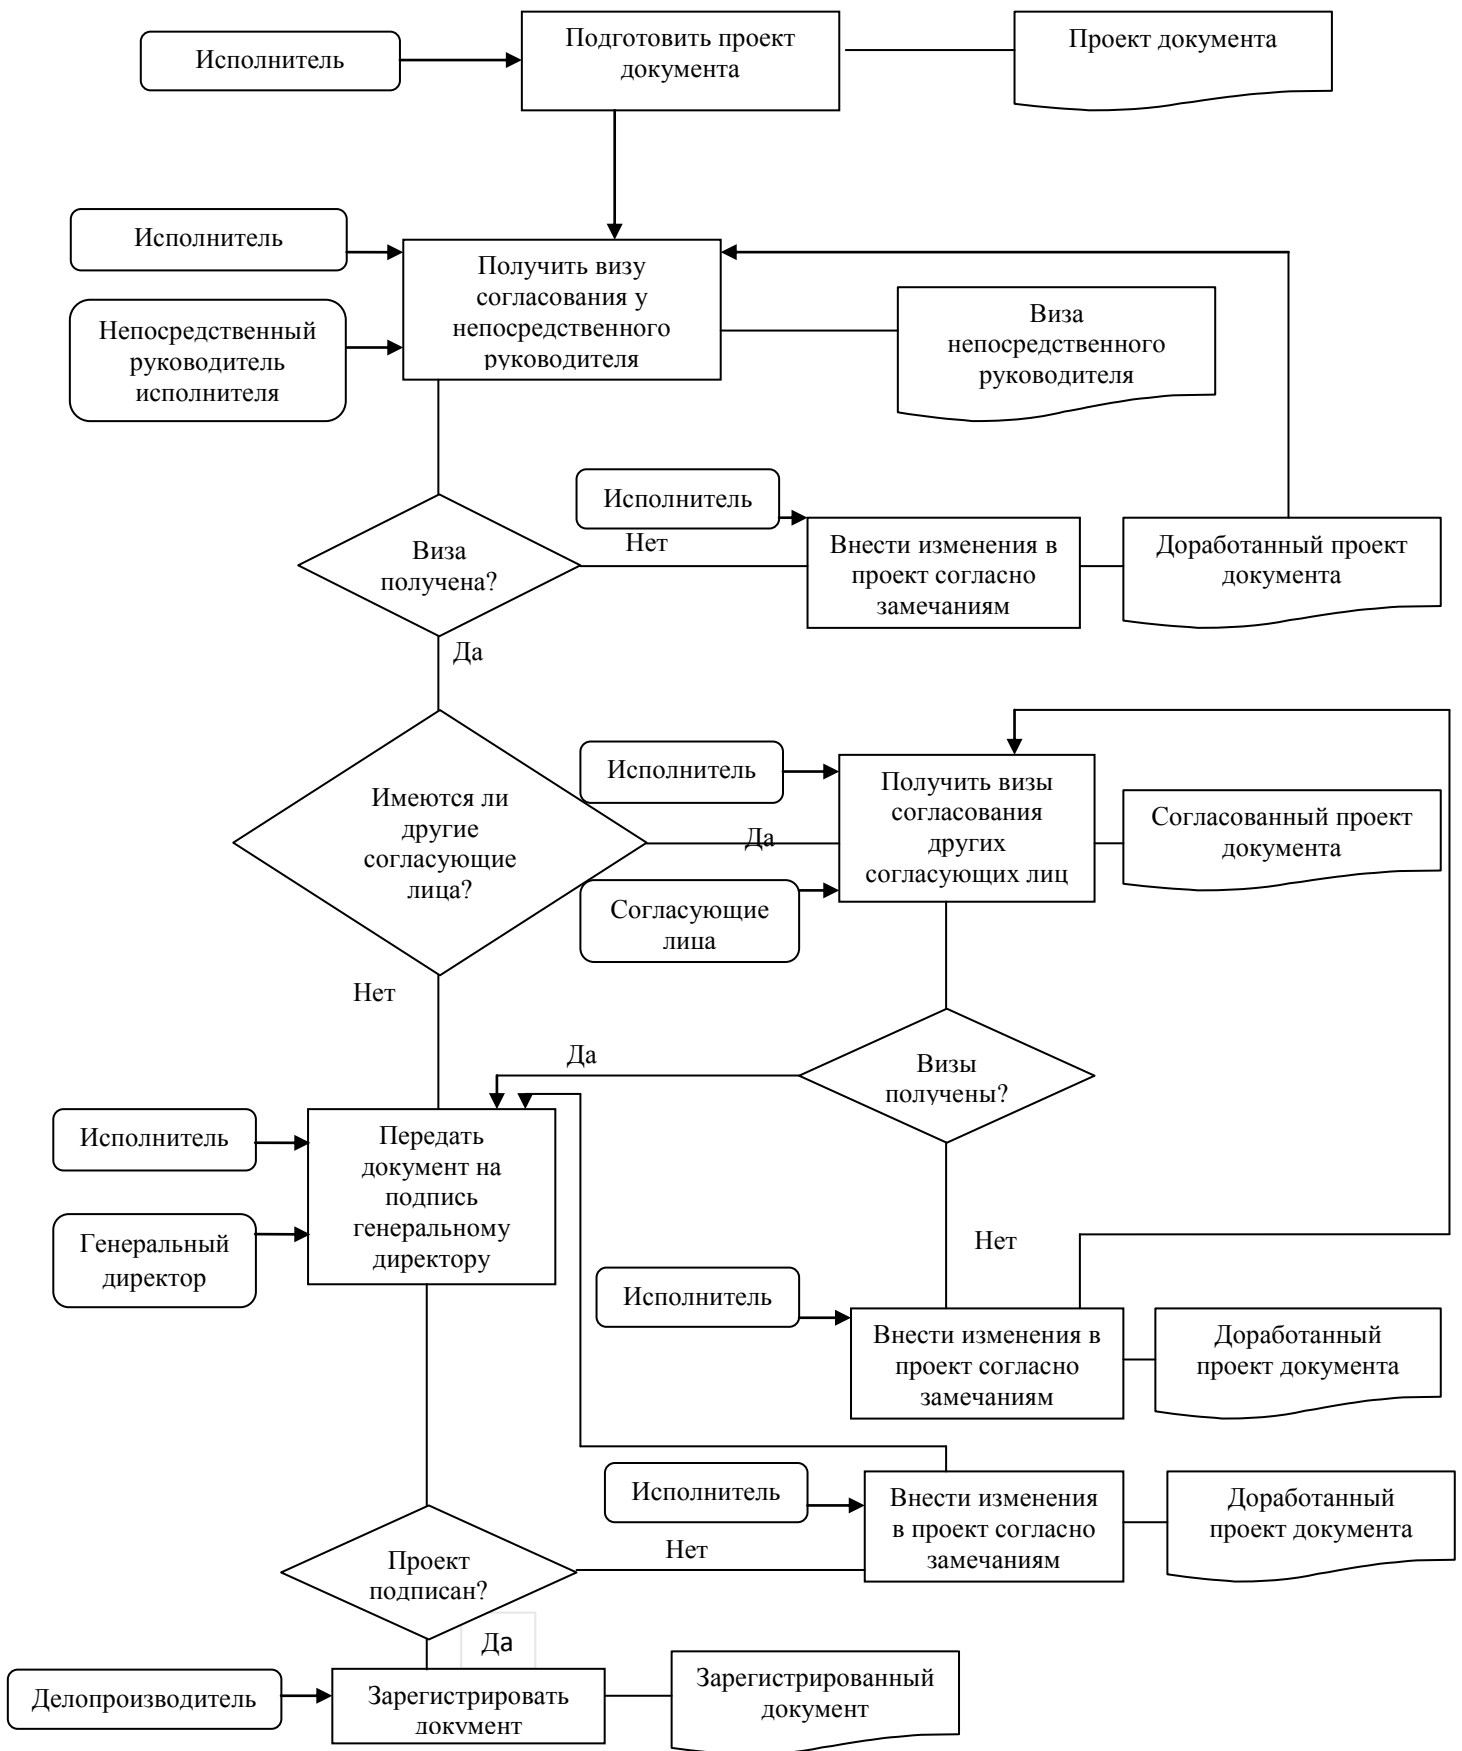 Исполнитель
Подготовить проект
документа
Проект документа
Исполнитель
Непосредственный
руководитель
исполнителя
Получить визу
согласования у
непосредственного
руководителя
Виза
непосредственного
руководителя
Виза
получена?
Нет
Исполнитель
Внести изменения в
проект согласно
замечаниям
Доработанный проект
документа
Да
Имеются ли
другие
согласующие
лица?
Исполнитель
Да
Согласующие
лица
Получить визы
согласования
других
согласующих лиц
Согласованный проект
документа
Нет
Да
Визы
получены?
Исполнитель
Генеральный
директор
Передать
документ на
подпись
генеральному
директору
Нет
Исполнитель
Внести изменения в
проект согласно
замечаниям
Доработанный
проект документа
Исполнитель
Внести изменения
в проект согласно
замечаниям
Доработанный
проект документа
Проект
подписан?
Нет
Да
Делопроизводитель
Зарегистрировать
документ
Зарегистрированный
документ